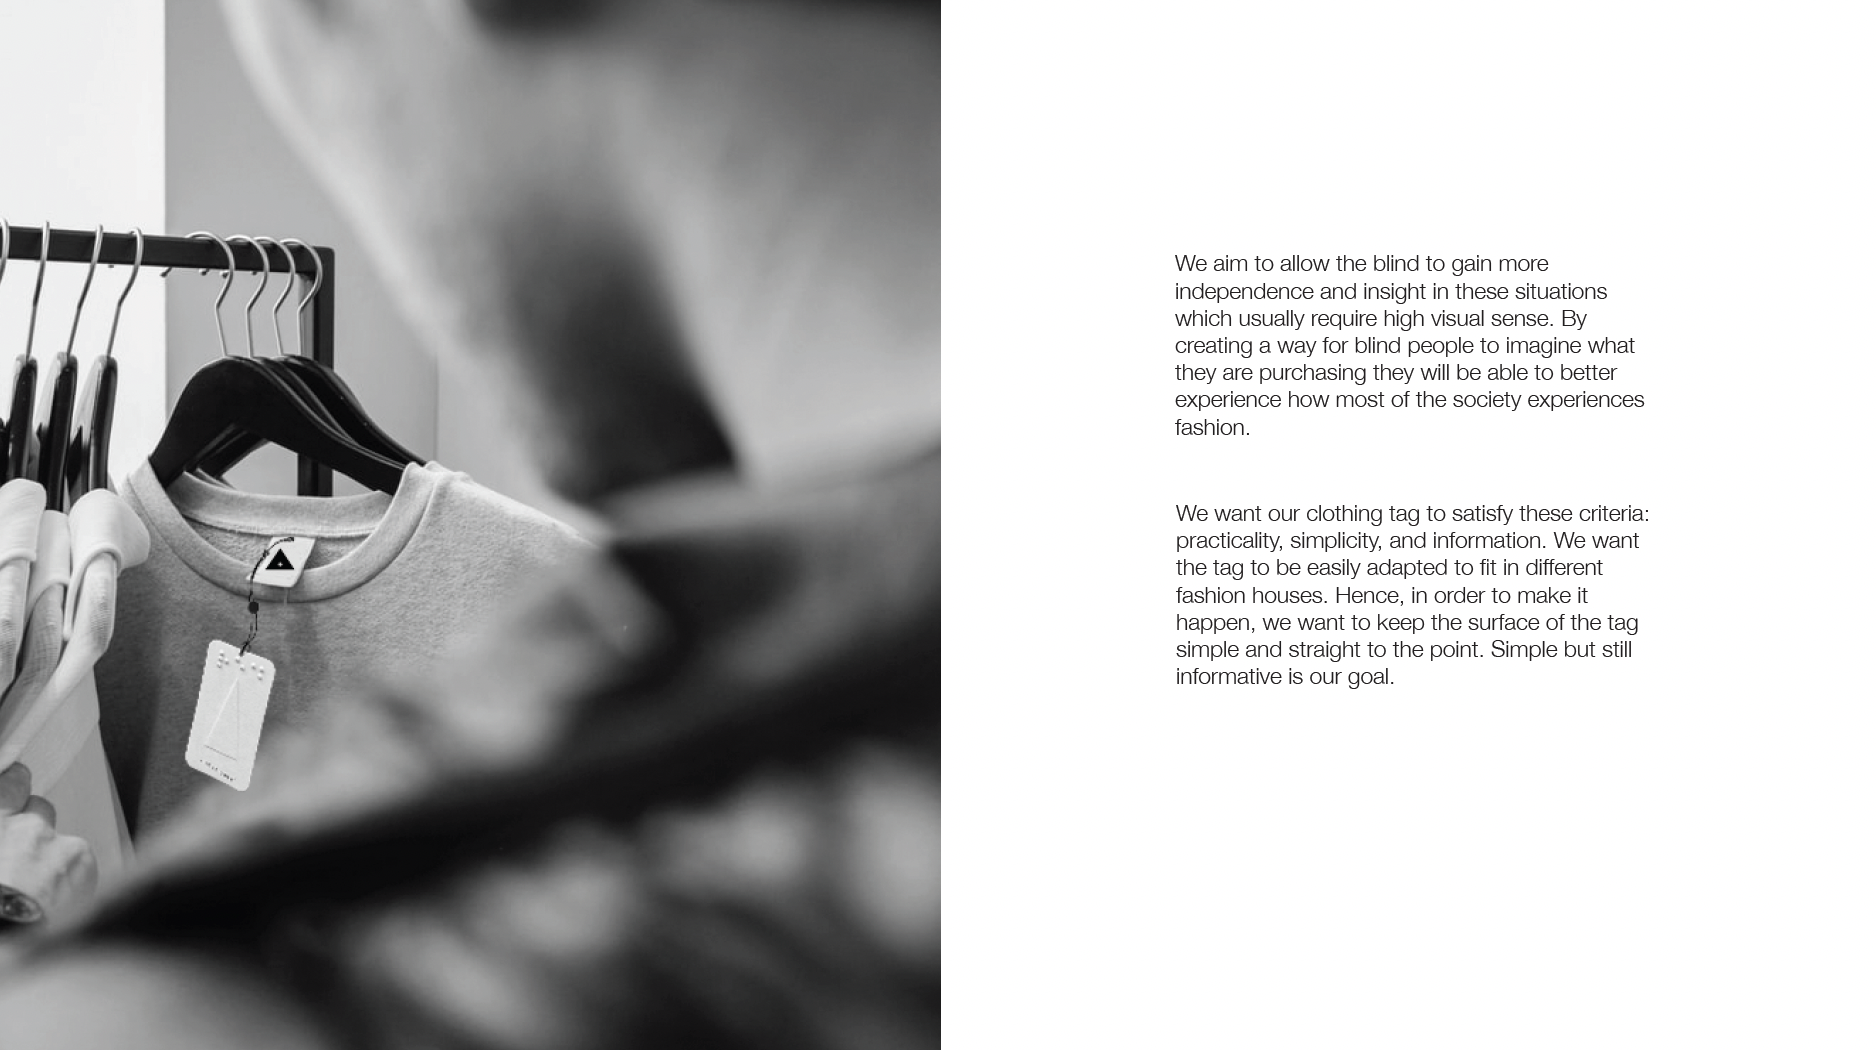 We aim to allow the blind to gain more
independence and insight in these situations
which usually require high visual sense. By
creating a way for blind people to imagine what
they are purchasing they will be able to better
experience how most of the society experiences
fashion.
We want our clothing tag to satisfy these criteria:
practicality, simplicity, and information. We want
the tag to be easily adapted to fit in different
fashion houses. Hence, in order to make it
happen, we want to keep the surface of the tag
simple and straight to the point. Simple but still
informative is our goal.